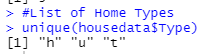 > #List of Home Types
> unique(housedata$Type)
[1] "h" "u" "t"